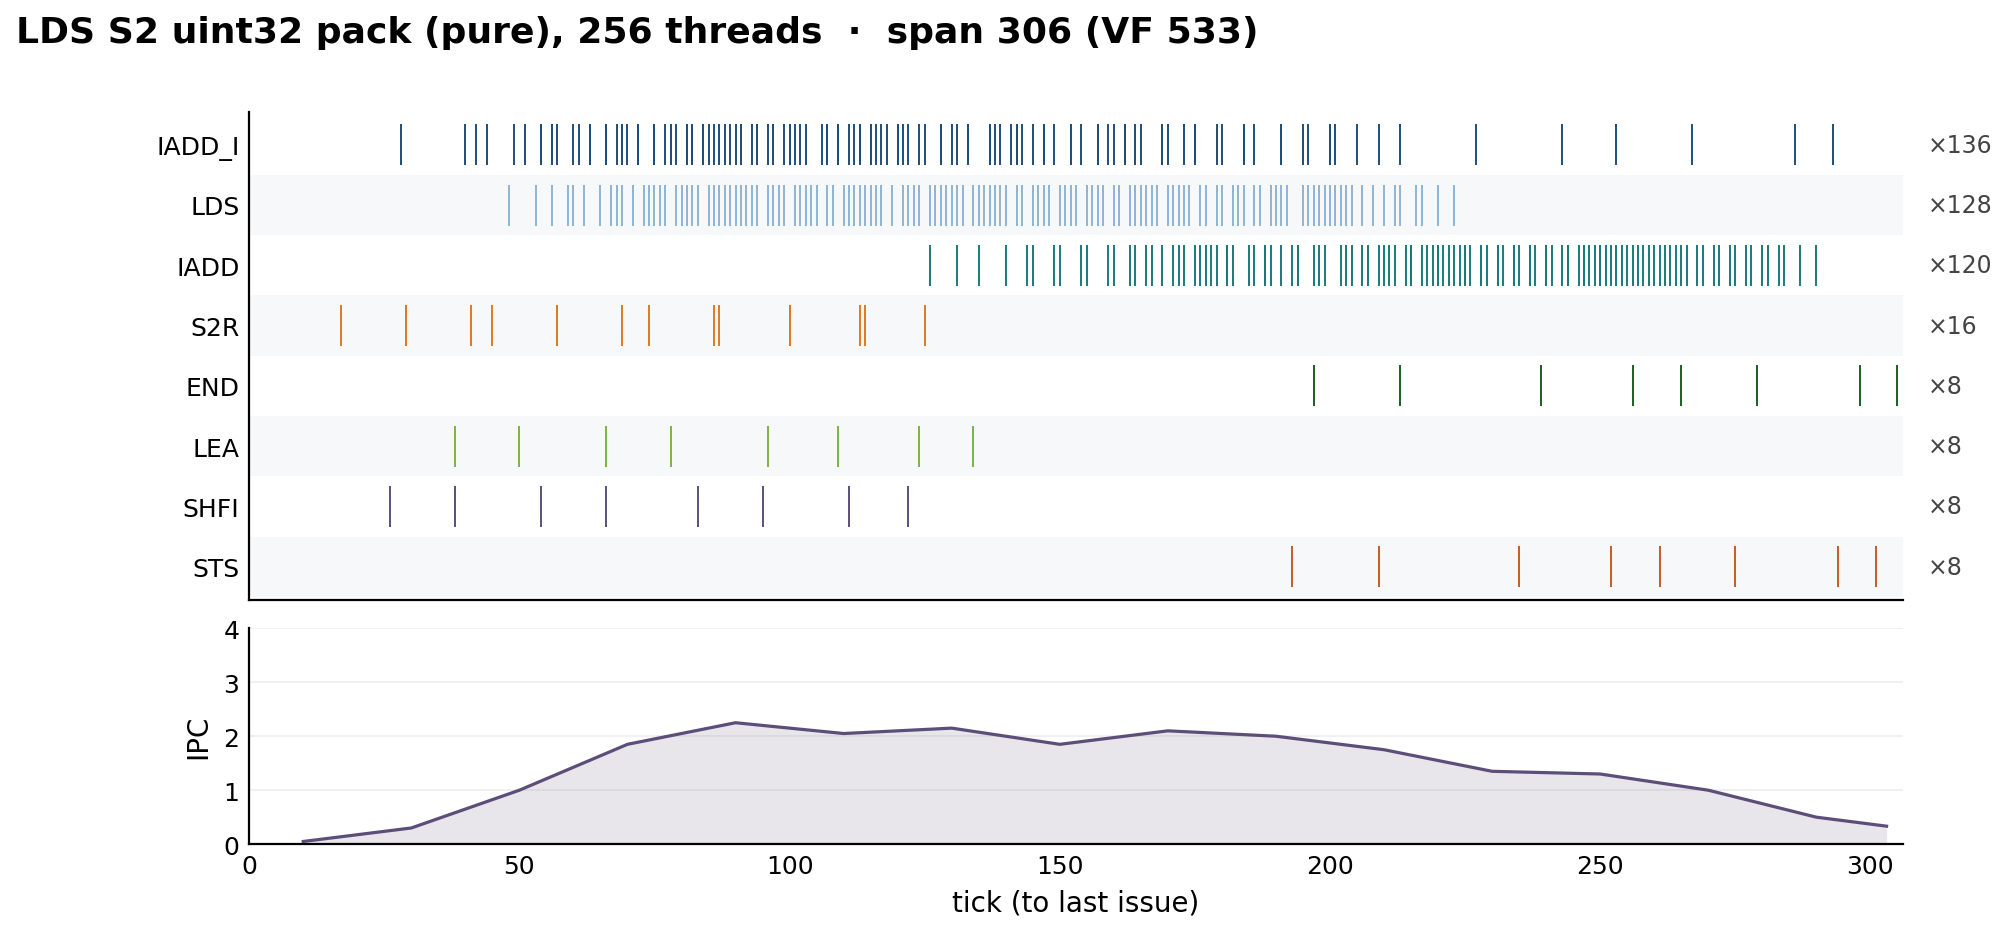 LDS S2 uint32 pack (pure), 256 threads · span 306 (VF 533)
IADD_I ×136
LDS ×128
IADD ×120
S2R ×16
END ×8
LEA ×8
SHFI ×8
STS ×8
4
3
2
1
0
IPC
0 50 100 150 200 250 300
tick (to last issue)